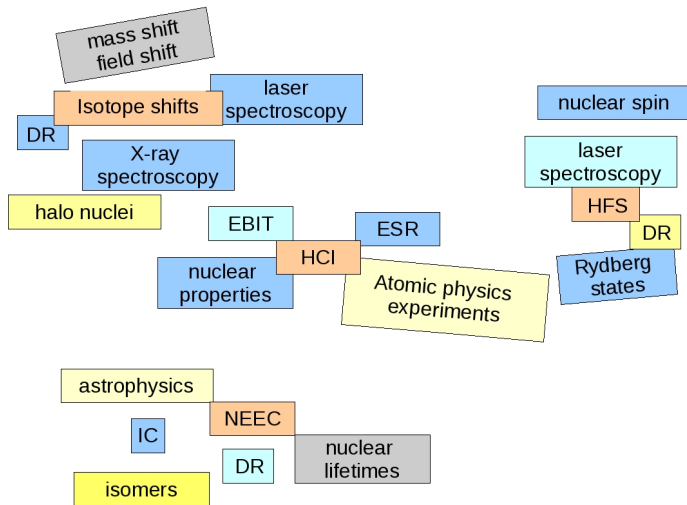 mass shift
field shift
Isotope shifts
laser
spectroscopy
DR
X-ray
spectroscopy
halo nuclei
nuclear spin
laser
spectroscopy
HFS
DR
Rydberg
states
EBIT
ESR
HCI
nuclear
properties
Atomic physics
experiments
astrophysics
NEEC
IC
DR
nuclear
lifetimes
isomers